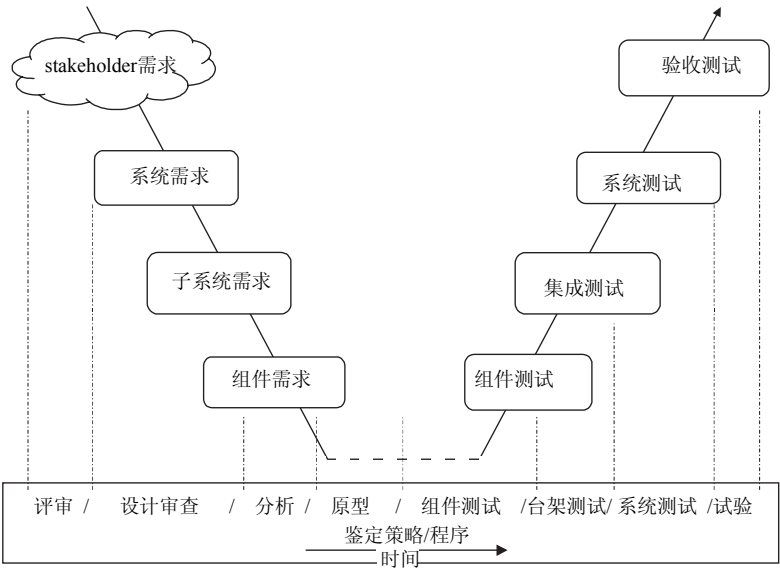 stakeholder需求
验收测试
系统需求
系统测试
子系统需求
集成测试
组件需求
组件测试
评审 / 设计审查 / 分析 / 原型 / 组件测试 /台架测试/ 系统测试 /试验
鉴定策略/程序
时间